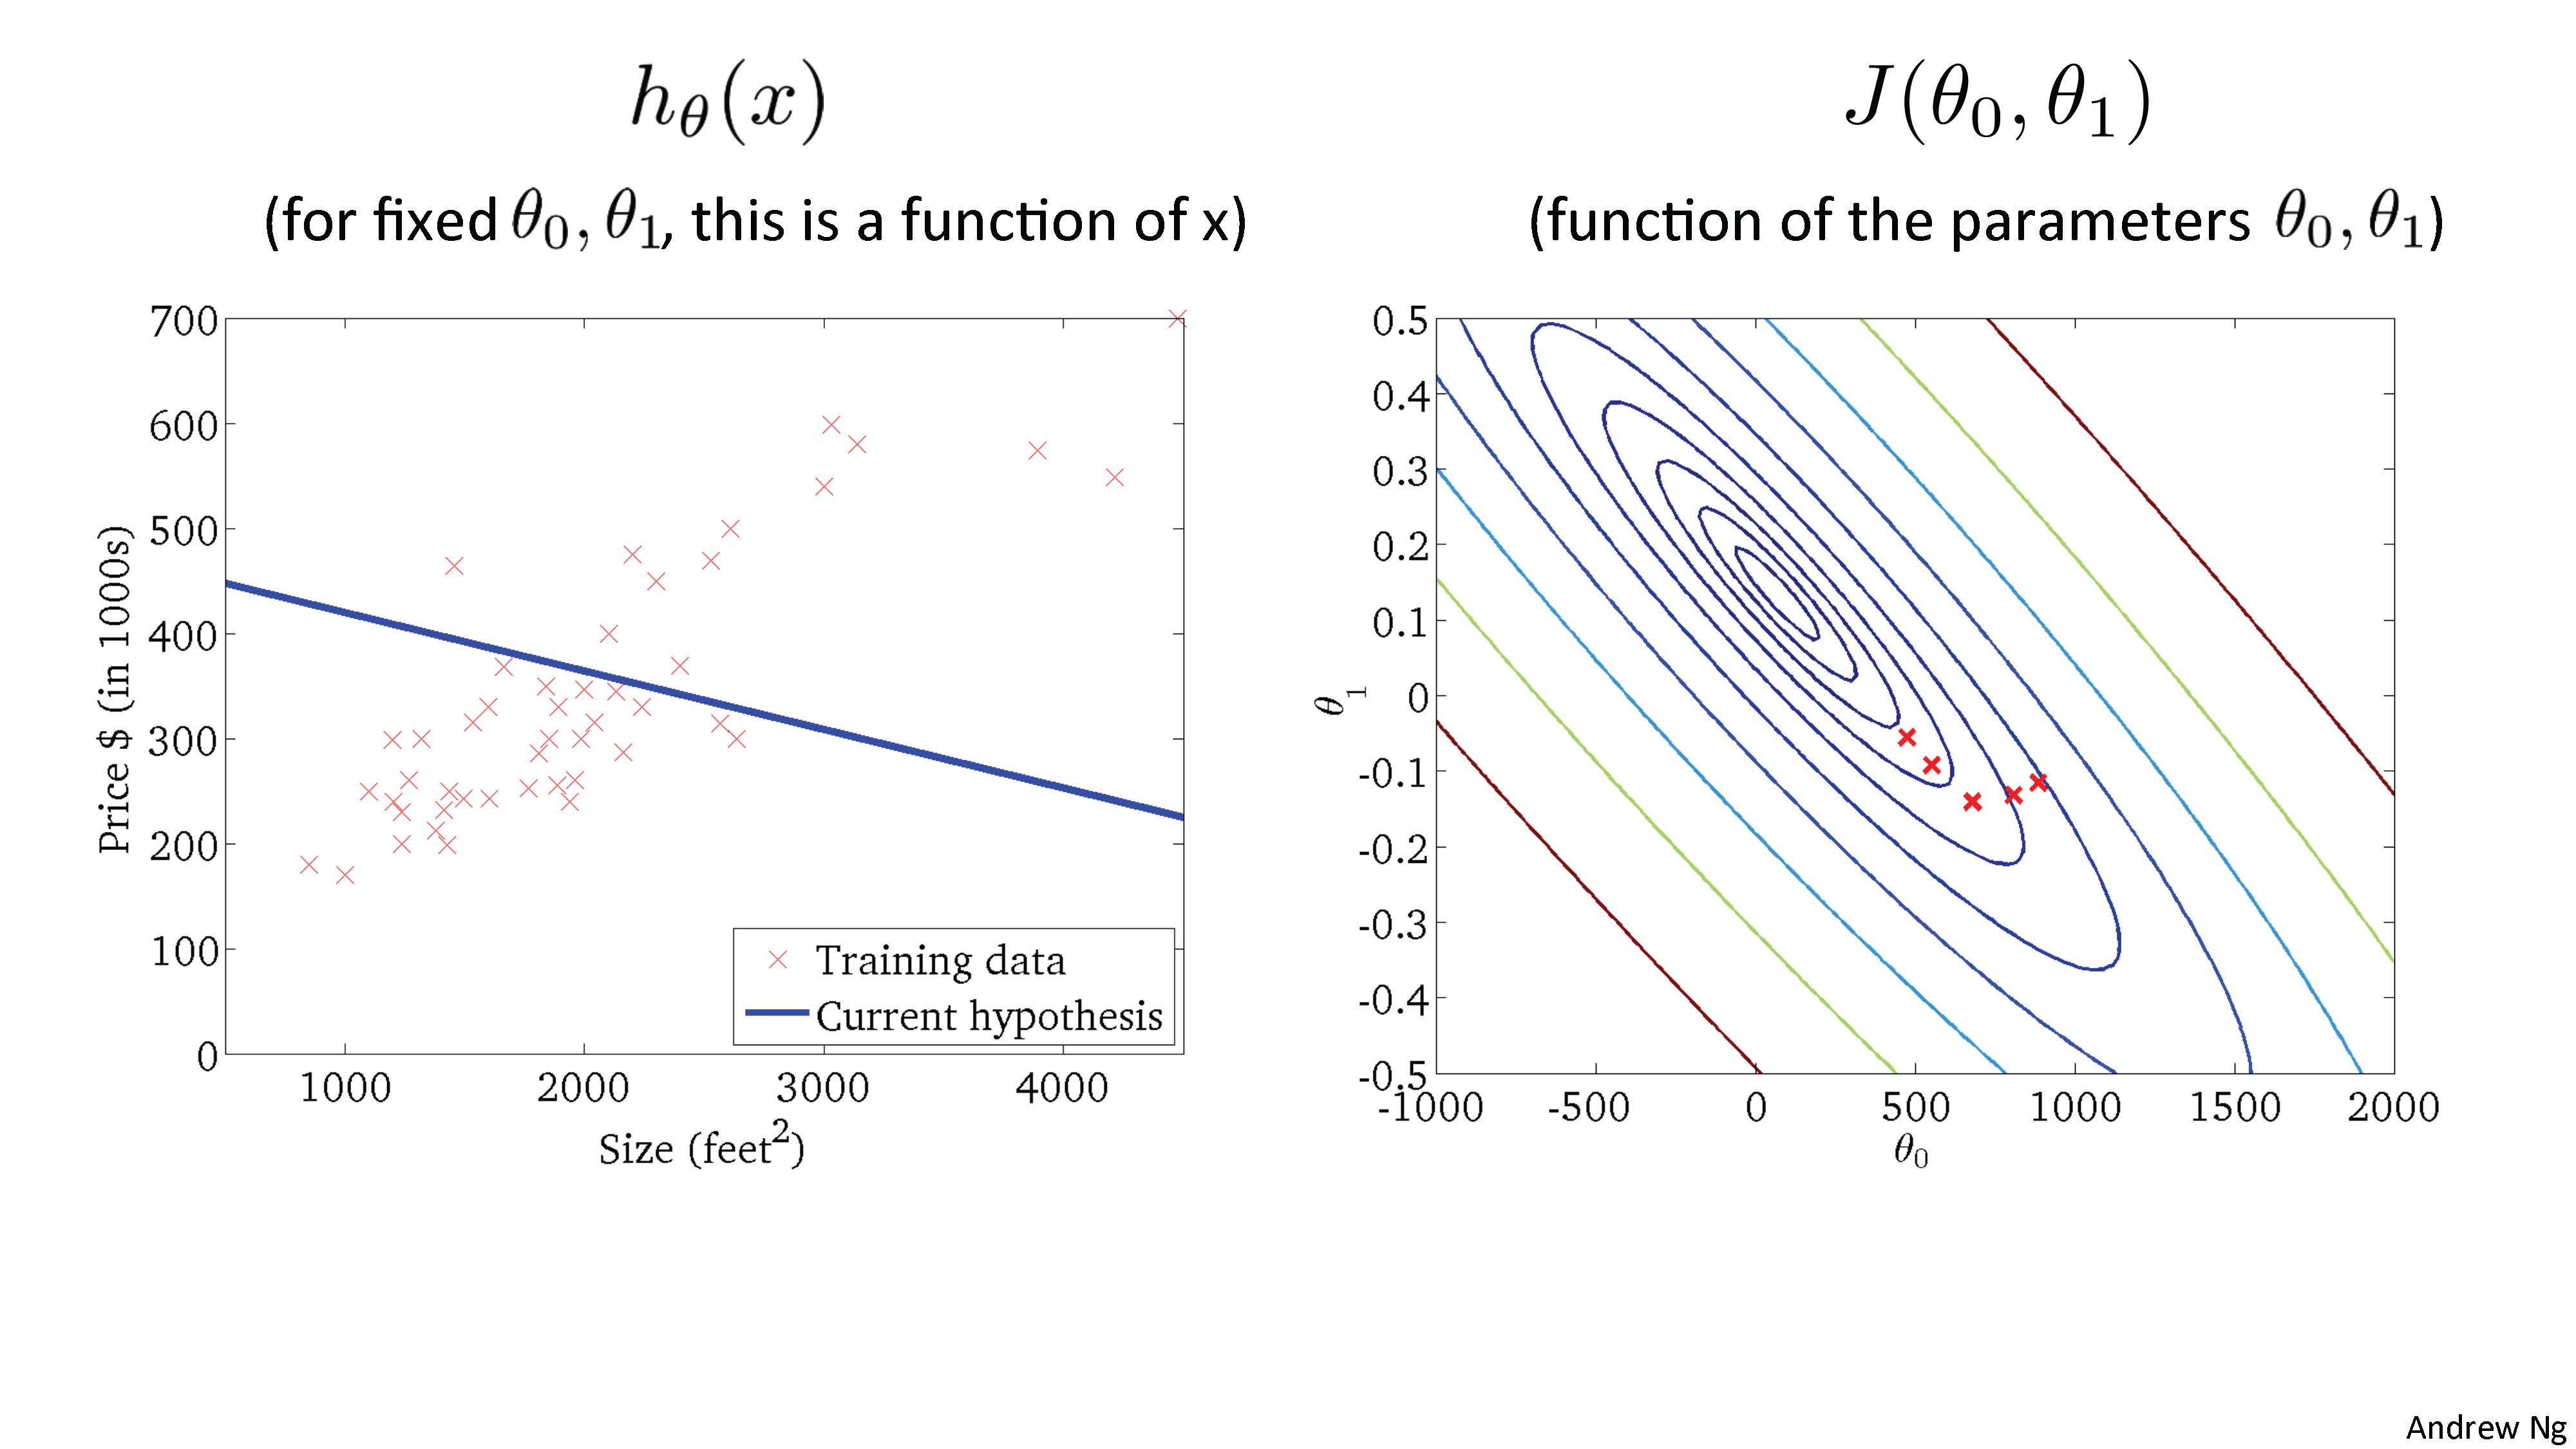 hθ(x)
(for fixed θ0, θ1, this is a function of x)
700
600
500
400
300
200
100
0
Price $ (in 1000s)
Training data
Current hypothesis
1000 2000 3000 4000
Size (feet²)
J(θ0, θ1)
(function of the parameters θ0, θ1)
0.5
0.4
0.3
0.2
0.1
0
-0.1
-0.2
-0.3
-0.4
-0.5
θ1
-1000 -500 0 500 1000 1500 2000
θ0
Andrew Ng